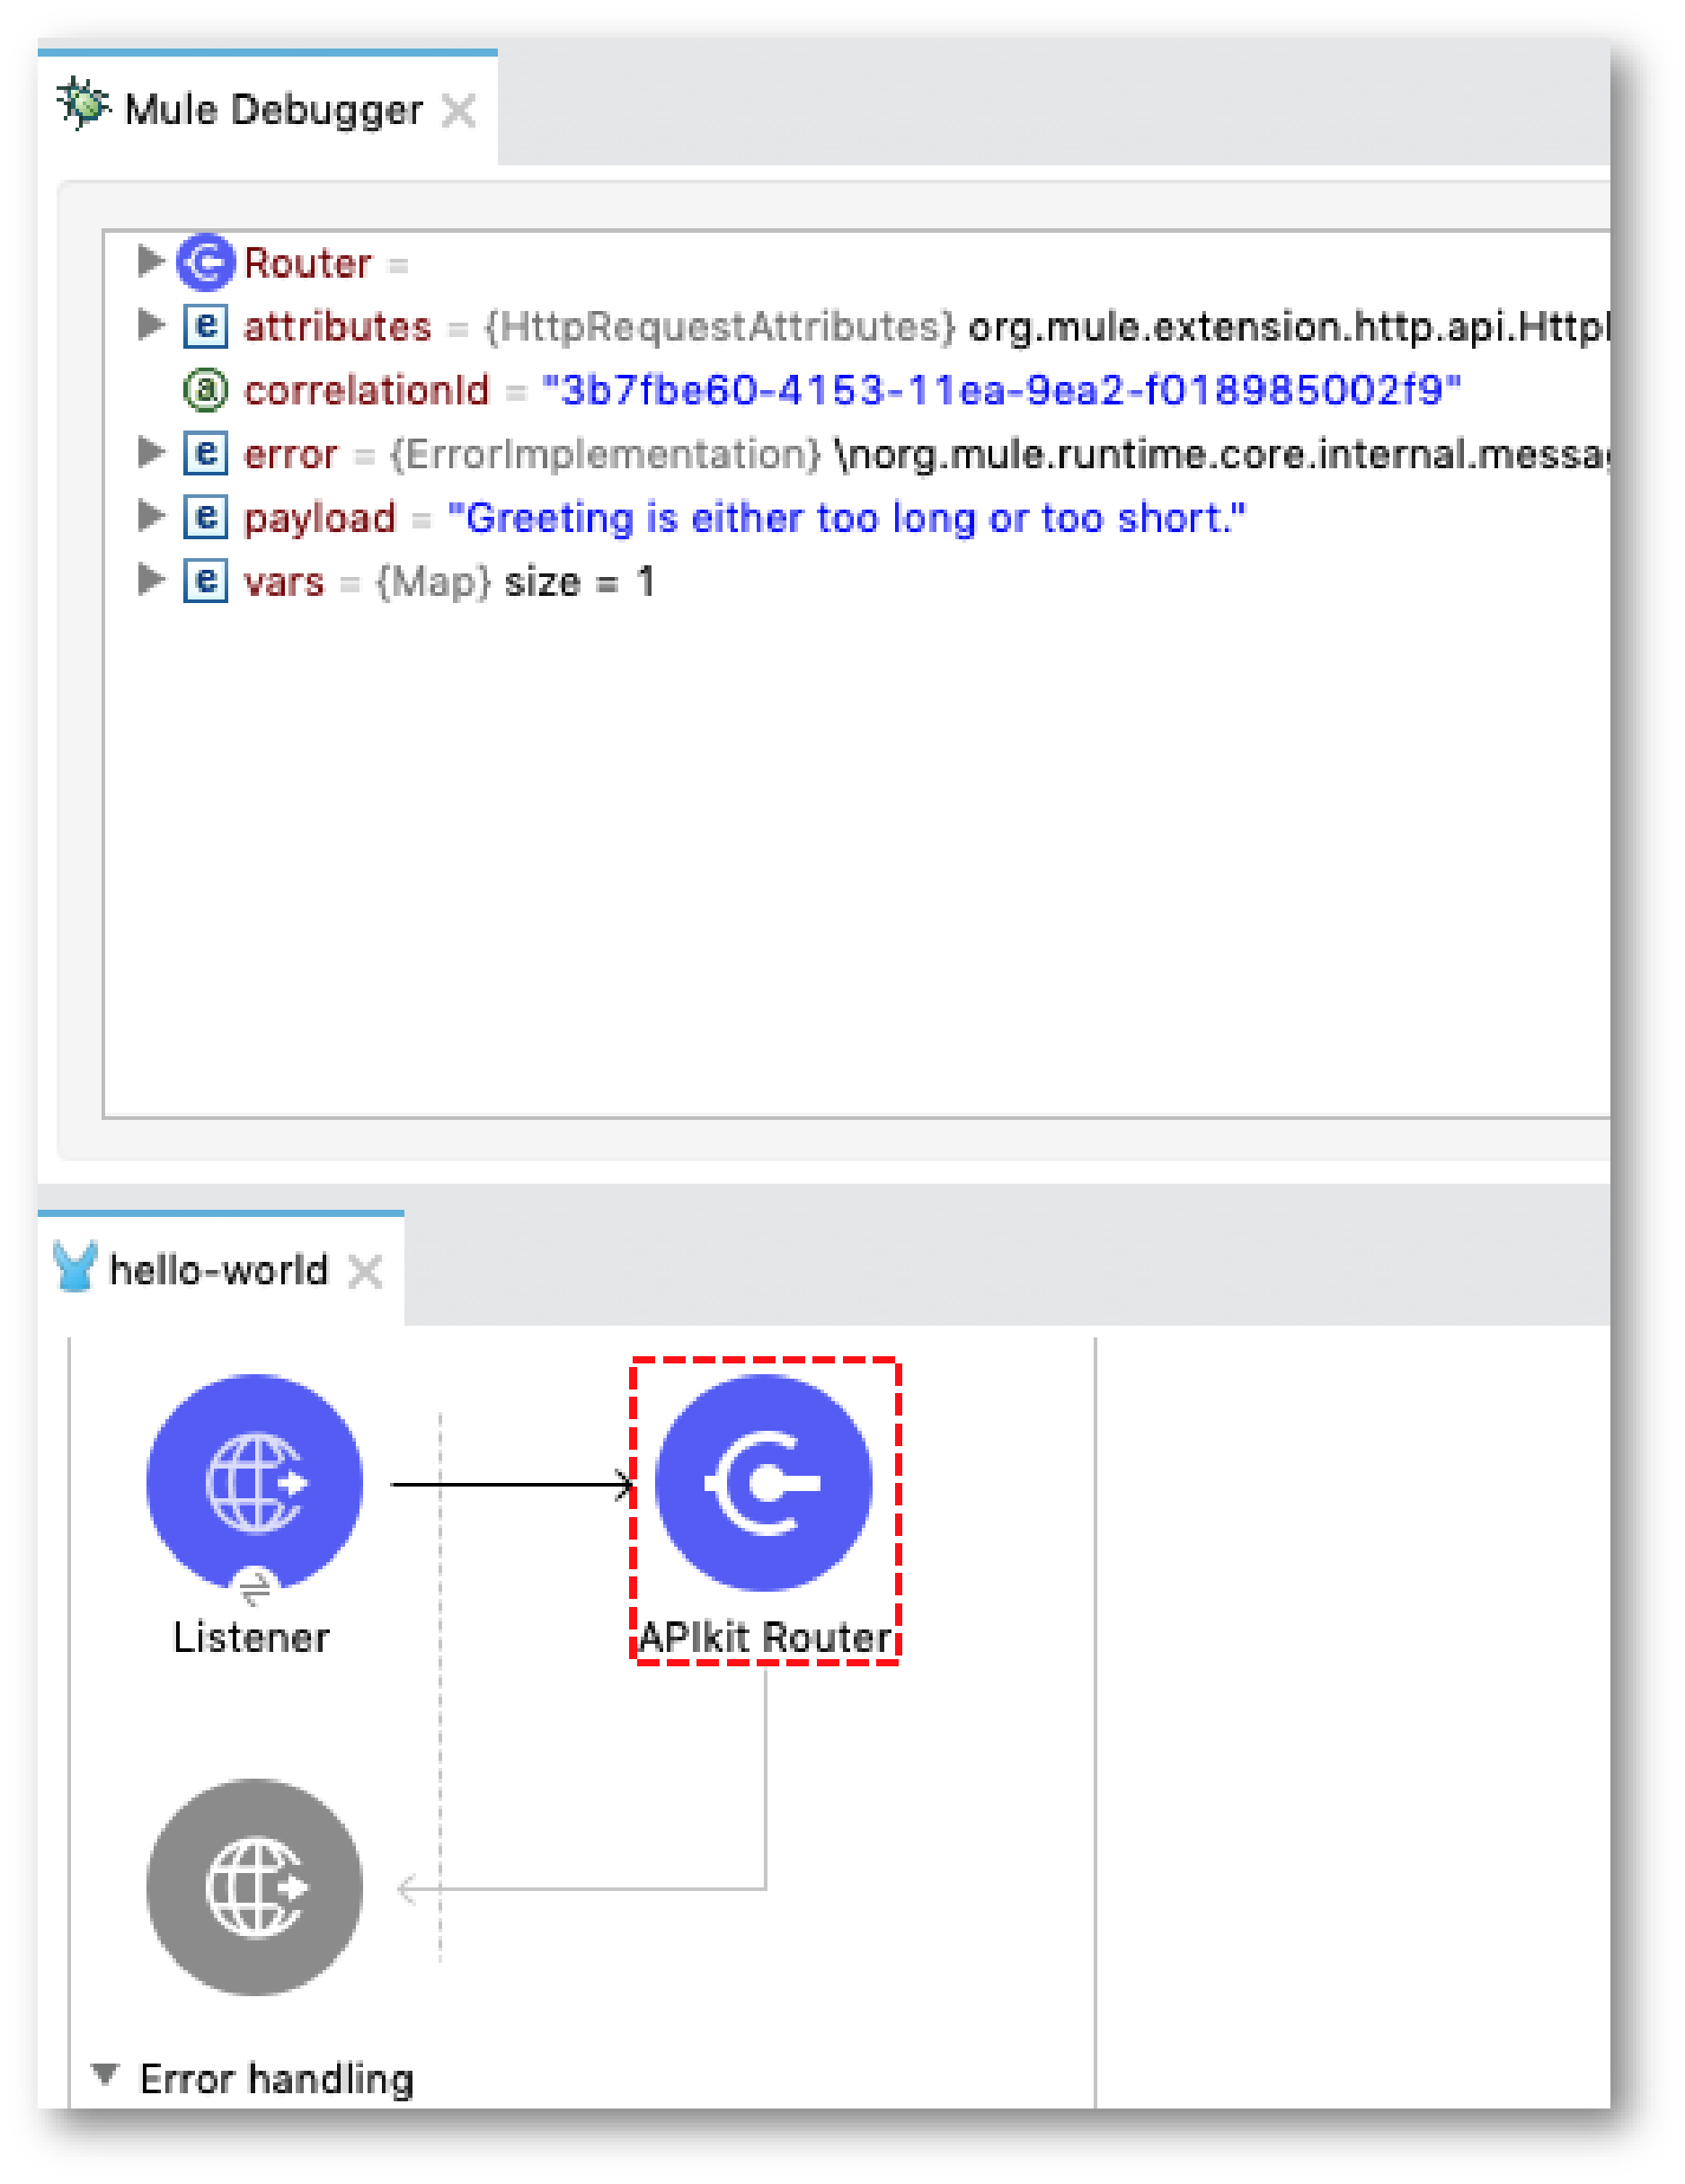 Mule Debugger
Router =
attributes = {HttpRequestAttributes} org.mule.extension.http.api.Http
correlationId = "3b7fbe60-4153-11ea-9ea2-f018985002f9"
error = {ErrorImplementation} \norg.mule.runtime.core.internal.messa
payload = "Greeting is either too long or too short."
vars = {Map} size = 1
hello-world
Listener
APIkit Router
Error handling